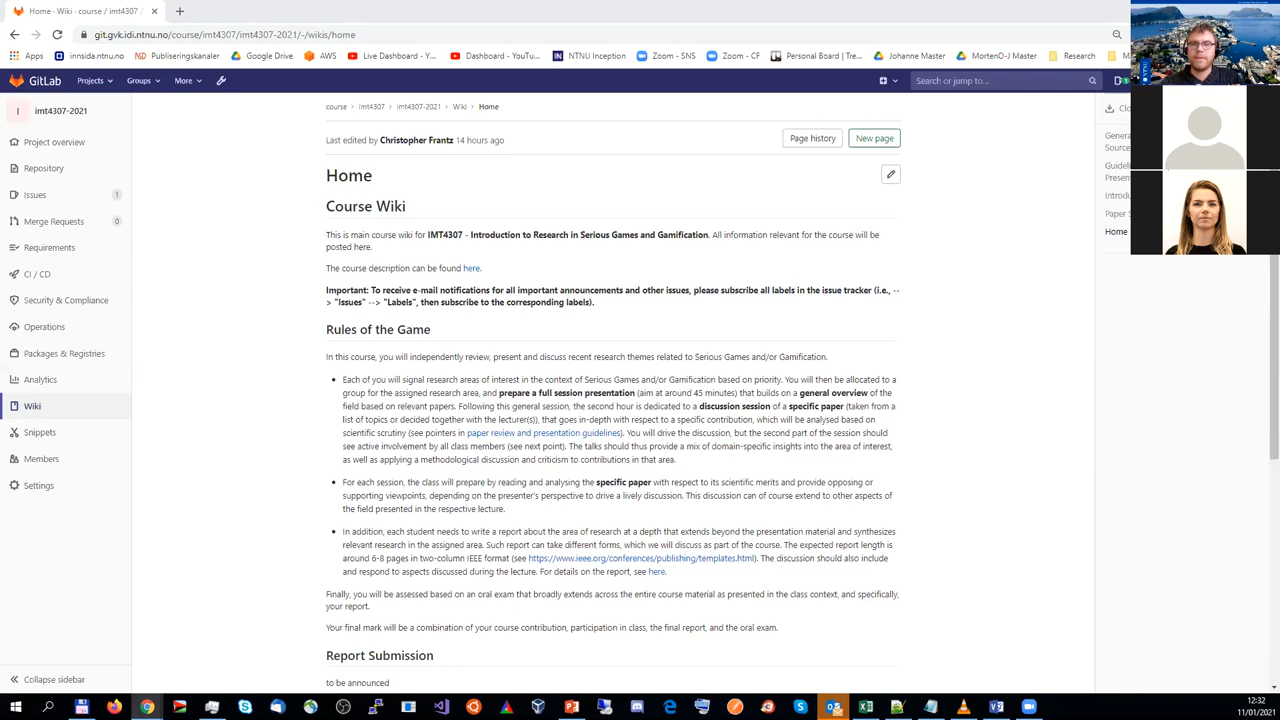 Home - Wiki - course / imt4307 /
git.gvk.idi.ntnu.no/course/imt4307/imt4307-2021/-/wikis/home
Apps innsida.ntnu.no Publiseringskanaler Google Drive AWS Live Dashboard - Y... Dashboard - YouTu... NTNU Inception Zoom - SNS Zoom - CF Personal Board | Tre... Johanne Master MortenO-J Master Research
GitLab Projects Groups More Search or jump to...
I imt4307-2021
Project overview
Repository
Issues 1
Merge Requests 0
Requirements
CI / CD
Security & Compliance
Operations
Packages & Registries
Analytics
Wiki
Snippets
Members
Settings
Collapse sidebar
course > imt4307 > imt4307-2021 > Wiki > Home
Last edited by Christopher Frantz 14 hours ago
Page history New page
Home
Course Wiki
This is main course wiki for IMT4307 - Introduction to Research in Serious Games and Gamification. All information relevant for the course will be
posted here.
The course description can be found here.
Important: To receive e-mail notifications for all important announcements and other issues, please subscribe all labels in the issue tracker (i.e., --
> "Issues" --> "Labels", then subscribe to the corresponding labels).
Rules of the Game
In this course, you will independently review, present and discuss recent research themes related to Serious Games and/or Gamification.
• Each of you will signal research areas of interest in the context of Serious Games and/or Gamification based on priority. You will then be allocated to a
group for the assigned research area, and prepare a full session presentation (aim at around 45 minutes) that builds on a general overview of the
field based on relevant papers. Following this general session, the second hour is dedicated to a discussion session of a specific paper (taken from a
list of topics or decided together with the lecturer(s)), that goes in-depth with respect to a specific contribution, which will be analysed based on
scientific scrutiny (see pointers in paper review and presentation guidelines). You will drive the discussion, but the second part of the session should
see active involvement by all class members (see next point). The talks should thus provide a mix of domain-specific insights into the area of interest,
as well as applying a methodological discussion and criticism to contributions in that area.
• For each session, the class will prepare by reading and analysing the specific paper with respect to its scientific merits and provide opposing or
supporting viewpoints, depending on the presenter's perspective to drive a lively discussion. This discussion can of course extend to other aspects of
the field presented in the respective lecture.
• In addition, each student needs to write a report about the area of research at a depth that extends beyond the presentation material and synthesizes
relevant research in the assigned area. Such report can take different forms, which we will discuss as part of the course. The expected report length is
around 6-8 pages in two-column IEEE format (see https://www.ieee.org/conferences/publishing/templates.html). The discussion should also include
and respond to aspects discussed during the lecture. For details on the report, see here.
Finally, you will be assessed based on an oral exam that broadly extends across the entire course material as presented in the class context, and specifically,
your report.
Your final mark will be a combination of your course contribution, participation in class, the final report, and the oral exam.
Report Submission
to be announced
Clo
Genera
Source
Guideli
Present
Introdu
Paper S
Home
NTNU
12:32
11/01/2021